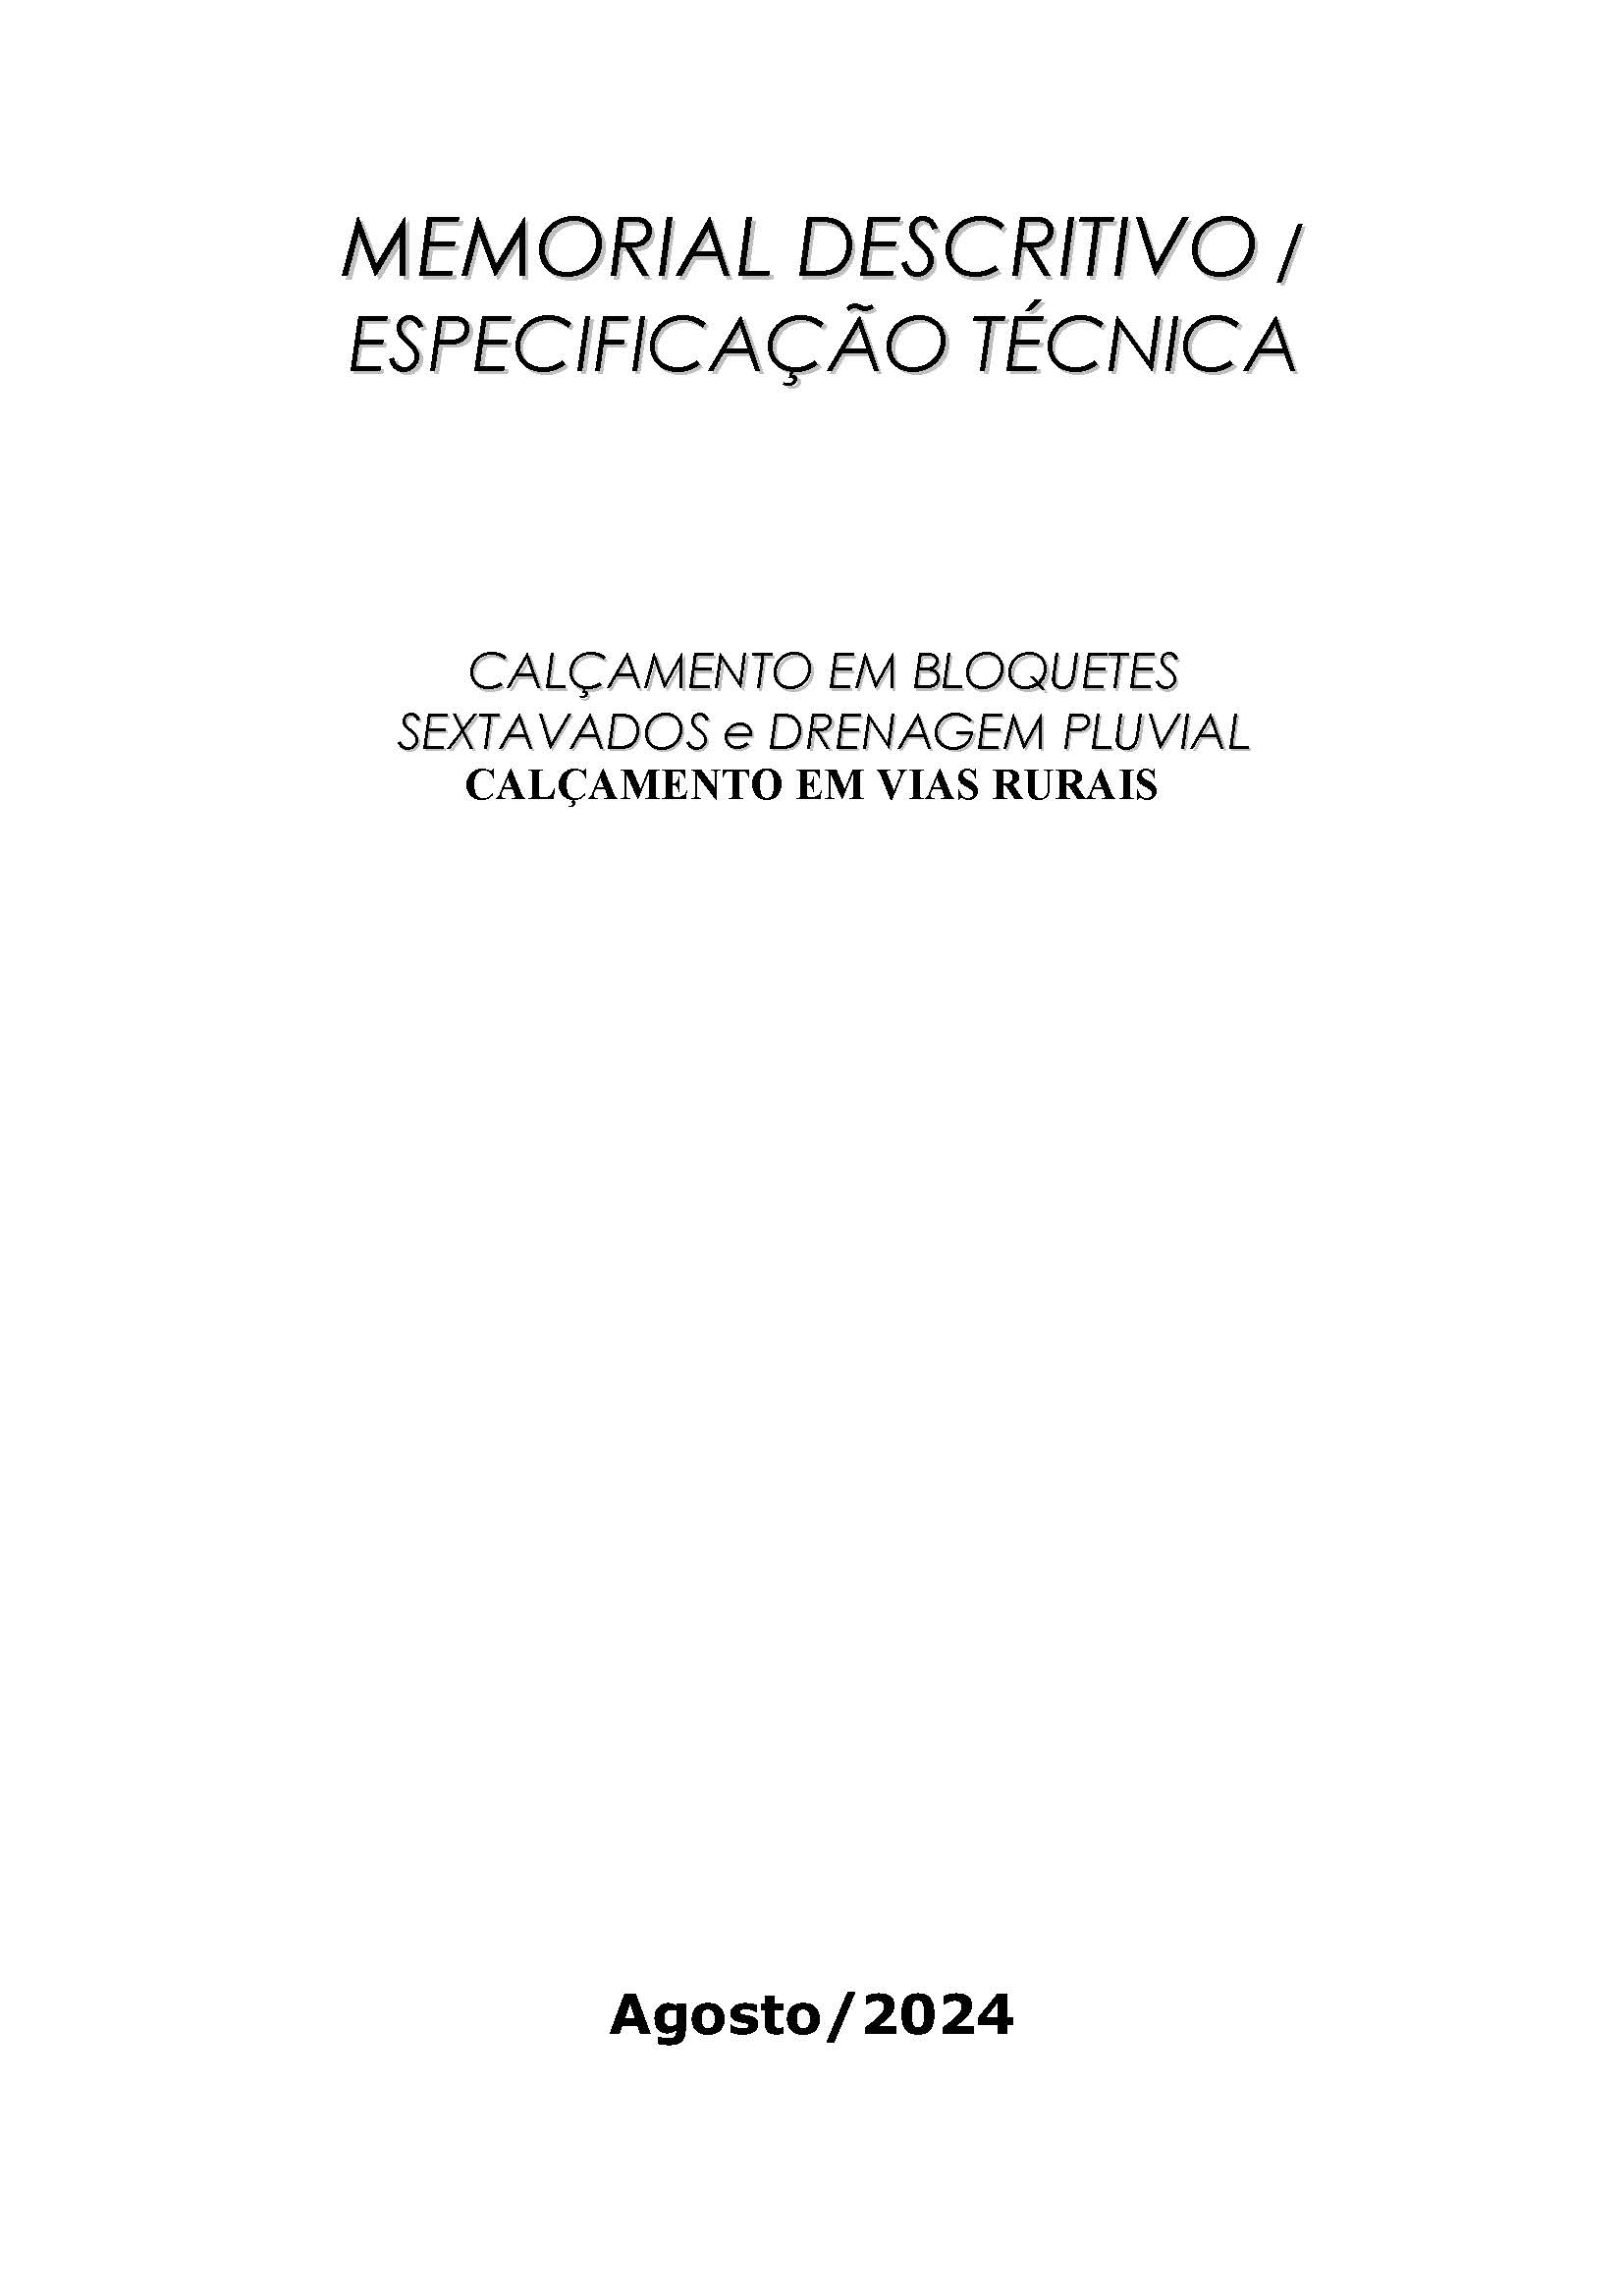 MEMORIAL DESCRITIVO /
ESPECIFICAÇÃO TÉCNICA
CALÇAMENTO EM BLOQUETES
SEXTAVADOS e DRENAGEM PLUVIAL
CALÇAMENTO EM VIAS RURAIS
Agosto/2024